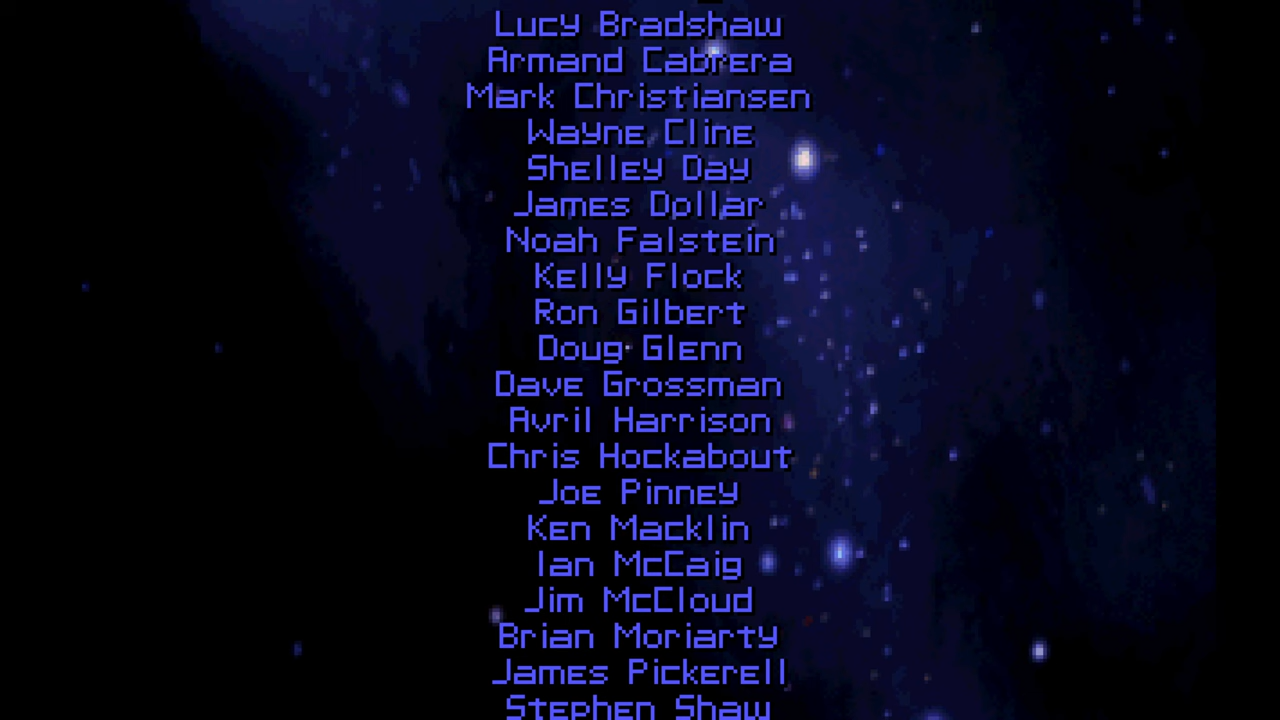 Lucy Bradshaw
Armand Cabrera
Mark Christiansen
Wayne Cline
Shelley Day
James Dollar
Noah Falstein
Kelly Flock
Ron Gilbert
Doug Glenn
Dave Grossman
Avril Harrison
Chris Hockabout
Joe Pinney
Ken Macklin
Ian McCaig
Jim McCloud
Brian Moriarty
James Pickerell
Stephen Shaw